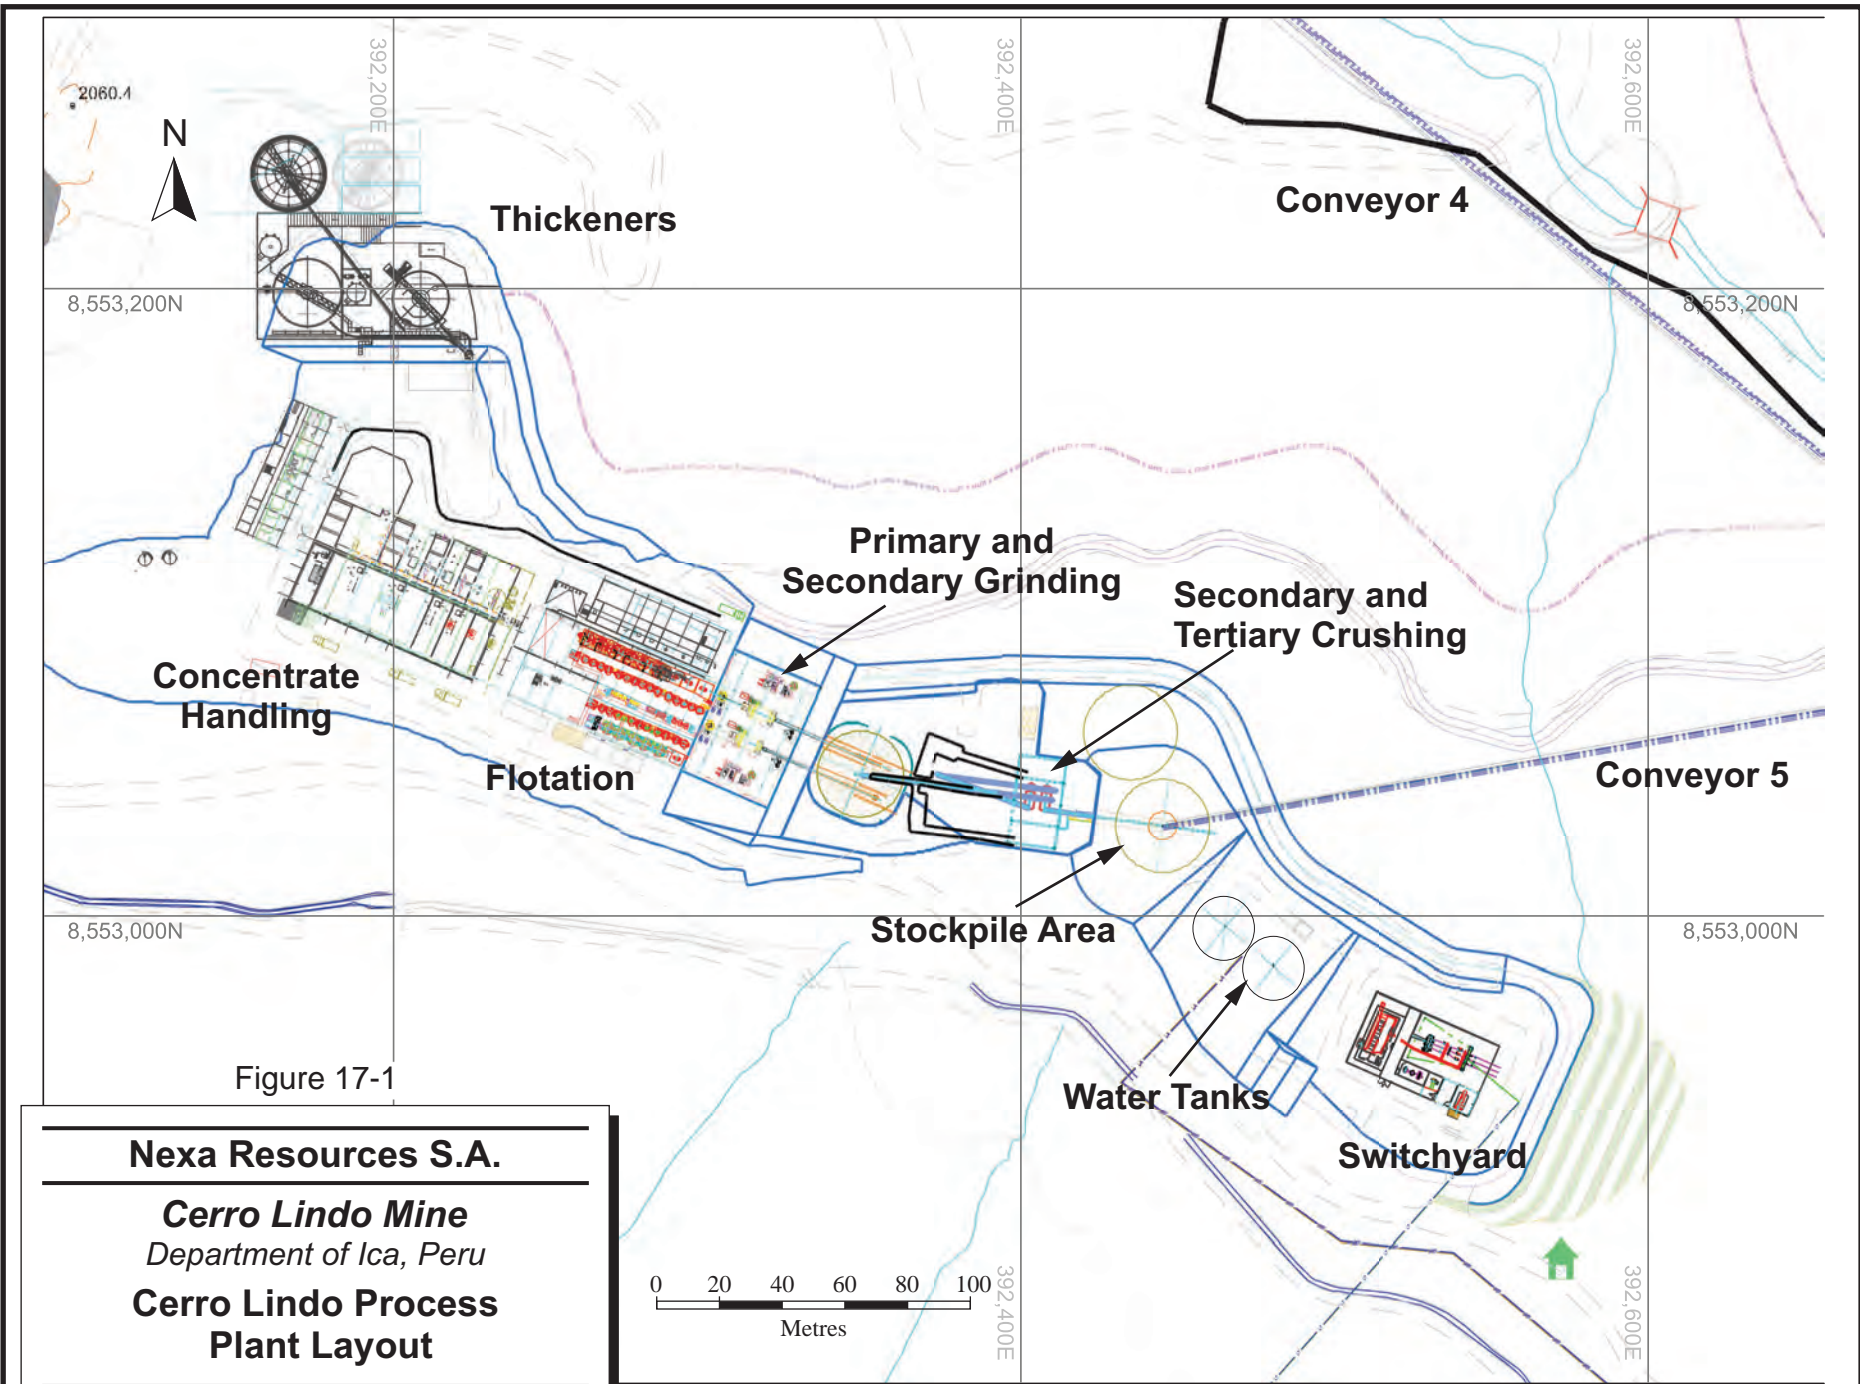 392,200E
392,400E
392,600E
2060.4
N
Thickeners
Conveyor 4
8,553,200N
8,553,200N
Primary and
Secondary Grinding
Secondary and
Tertiary Crushing
Concentrate
Handling
Flotation
Conveyor 5
Stockpile Area
8,553,000N
8,553,000N
Water Tanks
Switchyard
Figure 17-1
Nexa Resources S.A.
Cerro Lindo Mine
Department of Ica, Peru
Cerro Lindo Process
Plant Layout
0 20 40 60 80 100
Metres
392,400E
392,600E